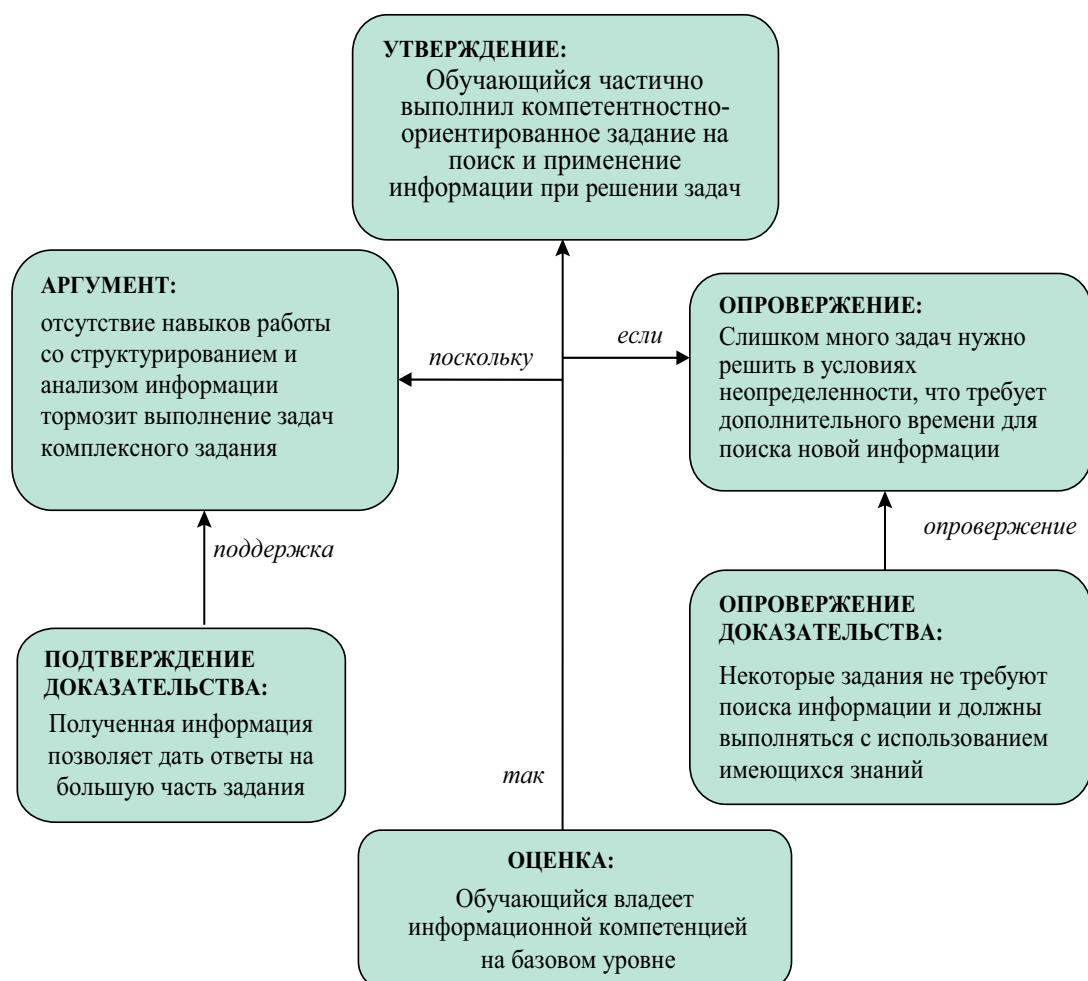 УТВЕРЖДЕНИЕ:
Обучающийся частично
выполнил компетентностно-
ориентированное задание на
поиск и применение
информации при решении задач
АРГУМЕНТ:
отсутствие навыков работы
со структурированием и
анализом информации
тормозит выполнение задач
комплексного задания
поскольку
если
ОПРОВЕРЖЕНИЕ:
Слишком много задач нужно
решить в условиях
неопределенности, что требует
дополнительного времени для
поиска новой информации
поддержка
опровержение
ПОДТВЕРЖДЕНИЕ
ДОКАЗАТЕЛЬСТВА:
Полученная информация
позволяет дать ответы на
большую часть задания
ОПРОВЕРЖЕНИЕ
ДОКАЗАТЕЛЬСТВА:
Некоторые задания не требуют
поиска информации и должны
выполняться с использованием
имеющихся знаний
так
ОЦЕНКА:
Обучающийся владеет
информационной компетенцией
на базовом уровне